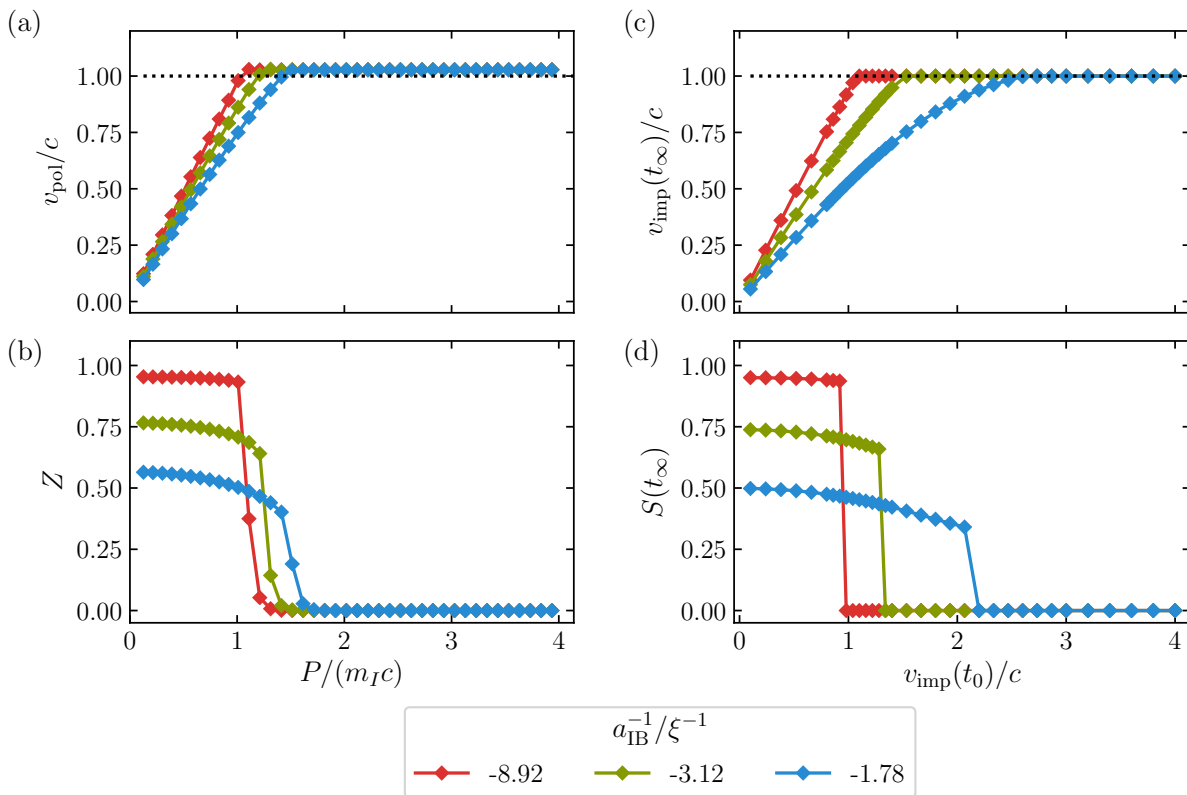 (a)
1.00
0.75
0.50
0.25
0.00
v_pol/c
(c)
1.00
0.75
0.50
0.25
0.00
v_imp(t_∞)/c
(b)
1.00
0.75
0.50
0.25
0.00
Z
0 1 2 3 4
P/(m_I c)
(d)
1.00
0.75
0.50
0.25
0.00
S(t_∞)
0 1 2 3 4
v_imp(t_0)/c
a_IB^-1/ξ^-1
-8.92 -3.12 -1.78